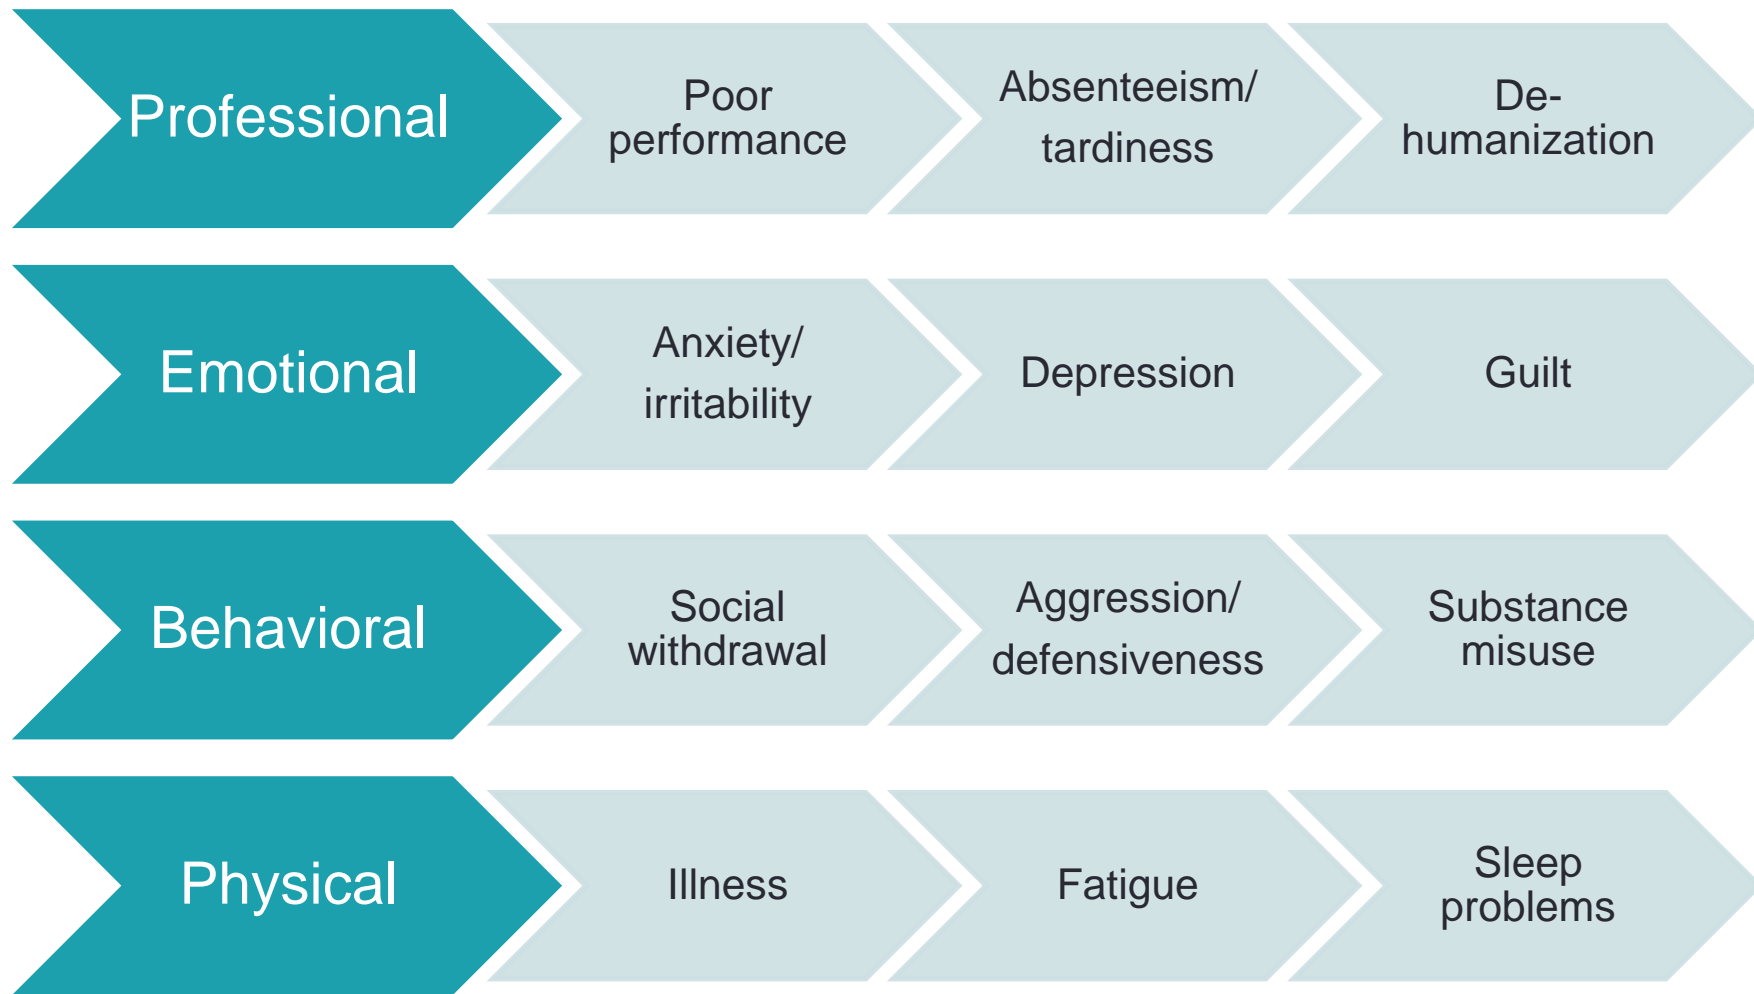 Professional
Poor
performance
Absenteeism/
tardiness
De-
humanization
Emotional
Anxiety/
irritability
Depression
Guilt
Behavioral
Social
withdrawal
Aggression/
defensiveness
Substance
misuse
Physical
Illness
Fatigue
Sleep
problems